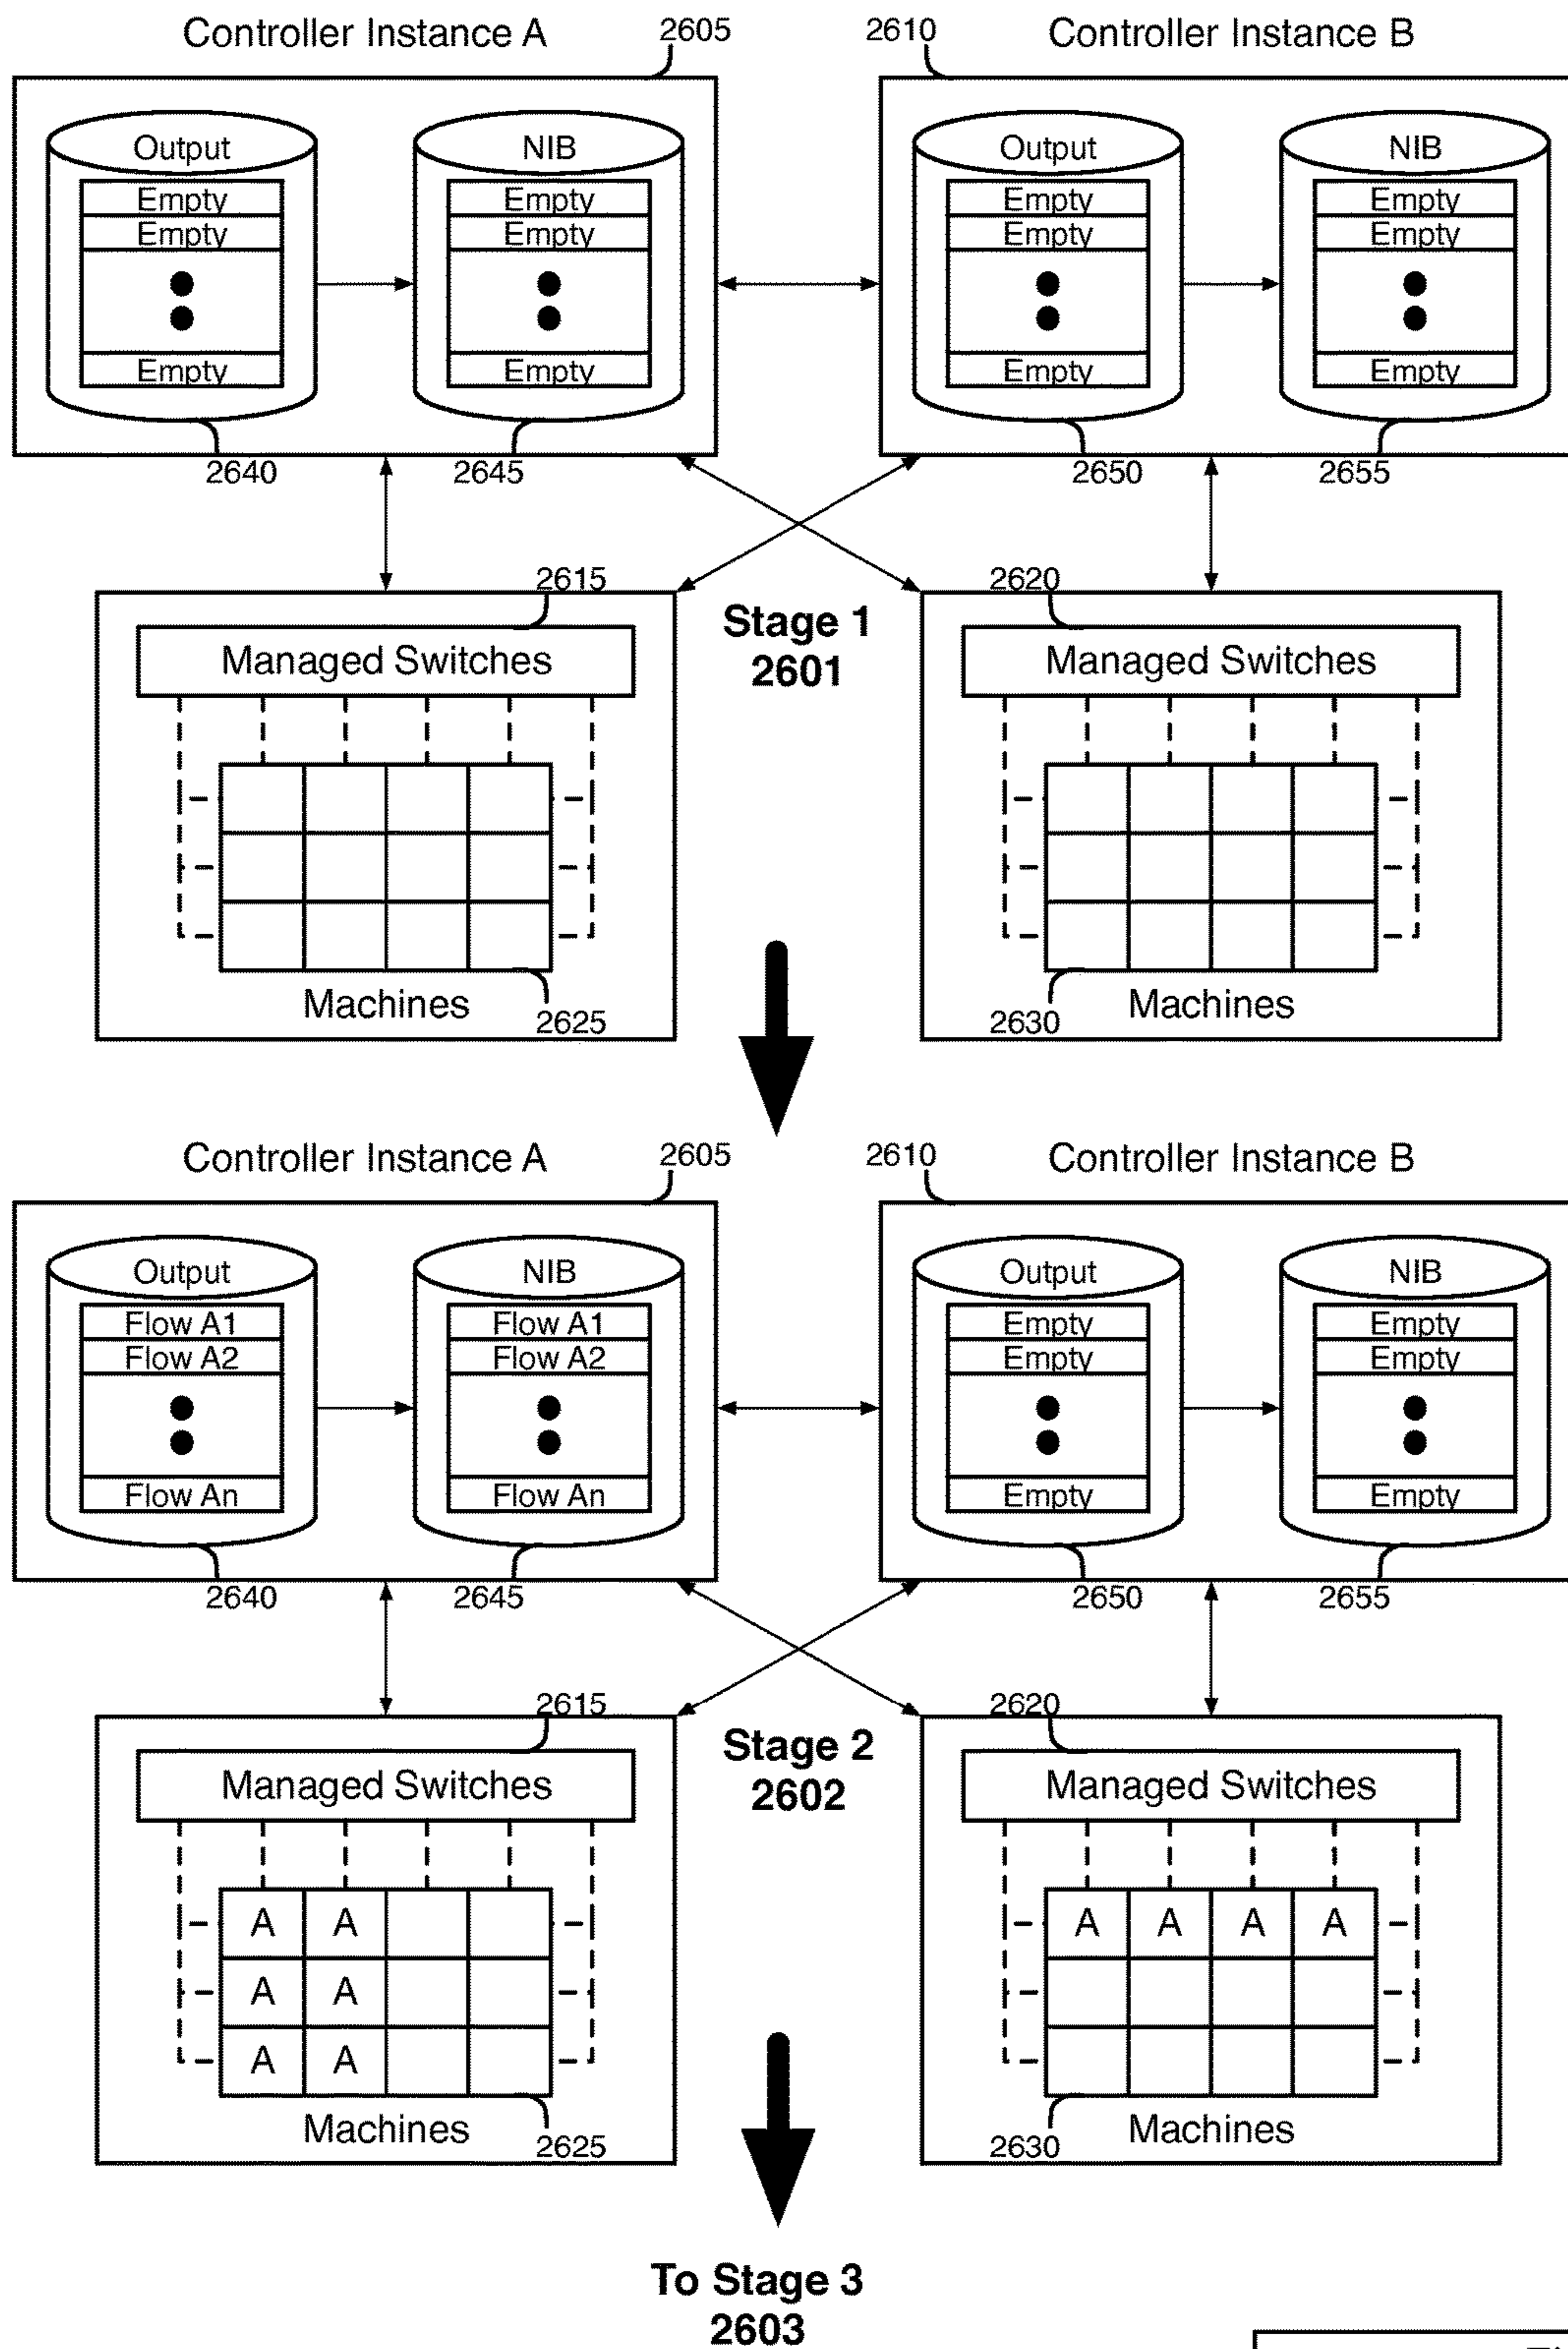 Controller Instance A 2605 2610 Controller Instance B
Output NIB Output NIB
Empty Empty Empty Empty
Empty Empty Empty Empty
Empty Empty Empty Empty
2640 2645 2650 2655
2615 2620
Stage 1
2601
Managed Switches Managed Switches
Machines Machines
2625 2630
Controller Instance A 2605 2610 Controller Instance B
Output NIB Output NIB
Flow A1 Flow A1 Empty Empty
Flow A2 Flow A2 Empty Empty
Flow An Flow An Empty Empty
2640 2645 2650 2655
2615 2620
Stage 2
2602
Managed Switches Managed Switches
A A A A A A
A A
A A
Machines Machines
2625 2630
To Stage 3
2603